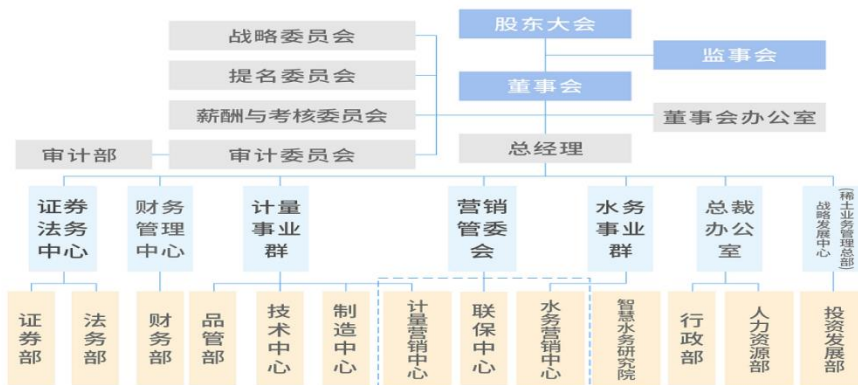 股东大会
战略委员会
监事会
提名委员会
董事会
薪酬与考核委员会
董事会办公室
审计部
审计委员会
总经理
证券
法务
中心
财务
管理
中心
计量
事业
群
营销
管委
会
水务
事业
群
总裁
办公
室
战略发展中心
(稀土业务管理总部)
证券部
法务部
财务部
品管部
技术中心
制造中心
计量营销中心
联保中心
水务营销中心
智慧水务研究院
行政部
人力资源部
投资发展部